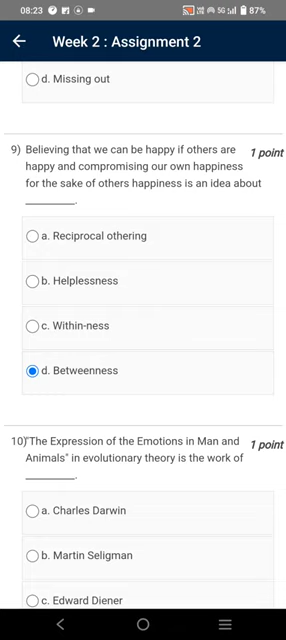 08:23 5G 87%
Week 2 : Assignment 2
d. Missing out
9) Believing that we can be happy if others are 1 point
happy and compromising our own happiness
for the sake of others happiness is an idea about
__________.
a. Reciprocal othering
b. Helplessness
c. Within-ness
d. Betweenness
10)"The Expression of the Emotions in Man and 1 point
Animals" in evolutionary theory is the work of
__________.
a. Charles Darwin
b. Martin Seligman
c. Edward Diener